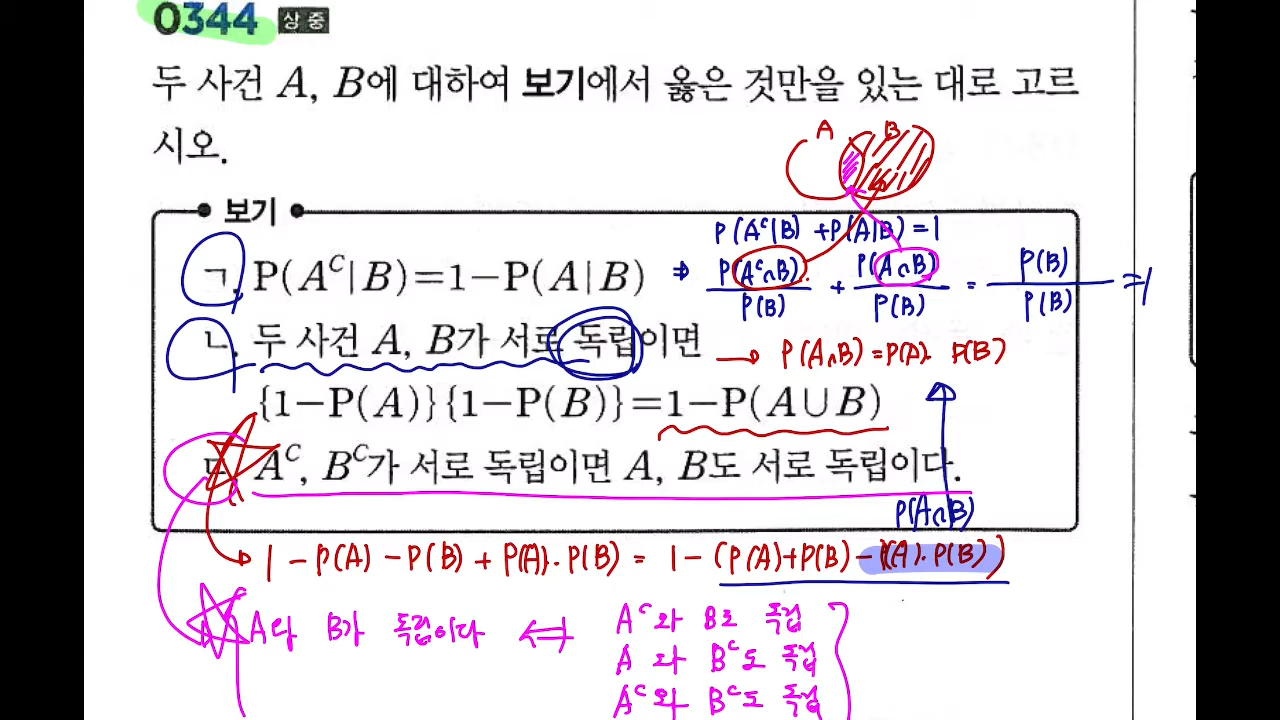 0344 상 중
두 사건 A, B에 대하여 보기에서 옳은 것만을 있는 대로 고르
시오.
A B
보기
P(A^c|B) + P(A|B) = 1
ㄱ. P(A^C|B)=1-P(A|B) ⇒ P(A^c∩B)/P(B) + P(A∩B)/P(B) = P(B)/P(B) = 1
ㄴ. 두 사건 A, B가 서로 독립이면 → P(A∩B)=P(A)· P(B)
{1-P(A)}{1-P(B)}=1-P(A∪B)
ㄷ. A^C, B^C가 서로 독립이면 A, B도 서로 독립이다.
P(A∩B)
1 - P(A) - P(B) + P(A)·P(B) = 1 - (P(A)+P(B)-P(A)·P(B))
A와 B가 독립이다 ⇔ A^c와 B도 독립
A 와 B^c도 독립
A^c와 B^c도 독립